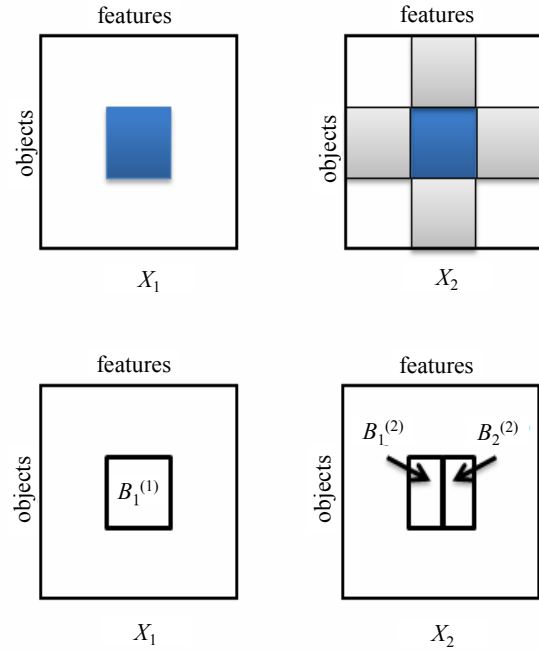 features features
objects objects
X₁ X₂
features features
objects B₁⁽¹⁾ objects B₁⁽²⁾ B₂⁽²⁾
X₁ X₂